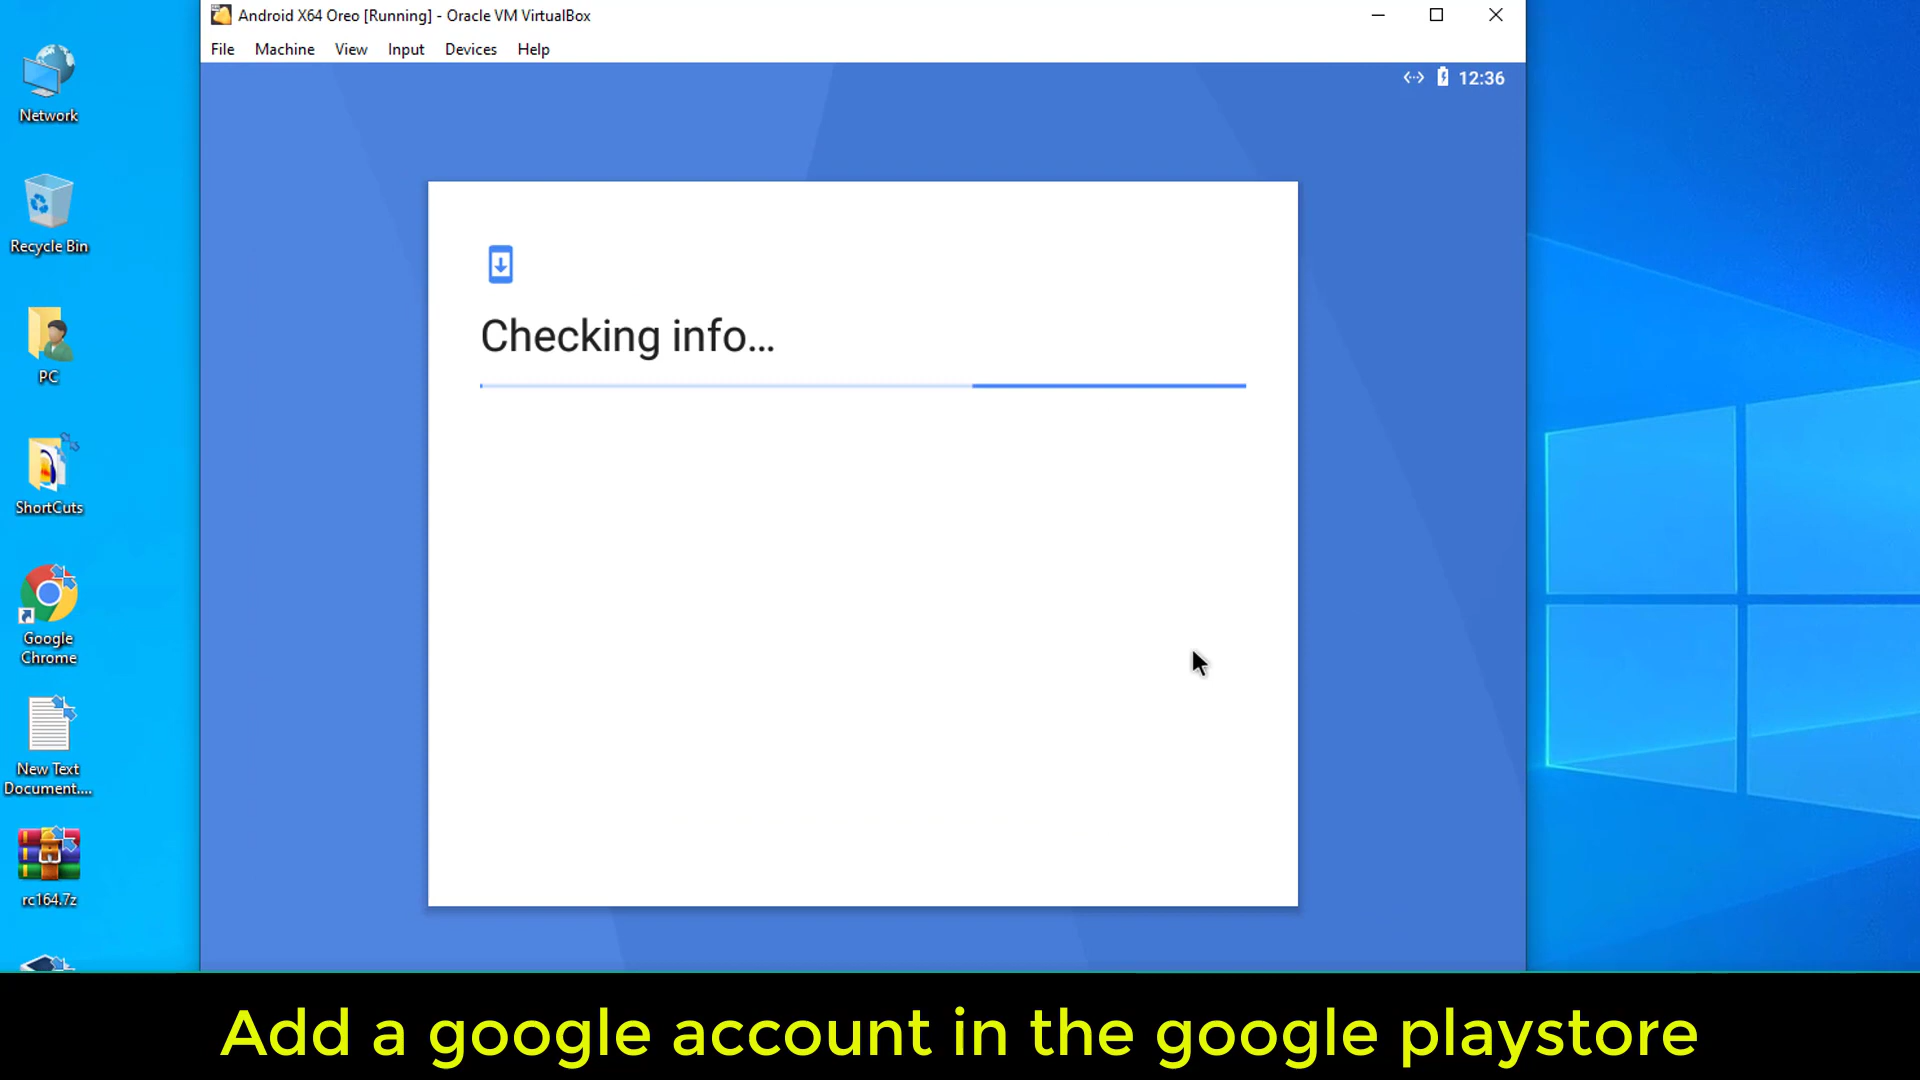 Android X64 Oreo [Running] - Oracle VM VirtualBox
File Machine View Input Devices Help
12:36
Network
Recycle Bin
PC
ShortCuts
Google
Chrome
New Text
Document....
rc164.7z
Checking info...
Add a google account in the google playstore